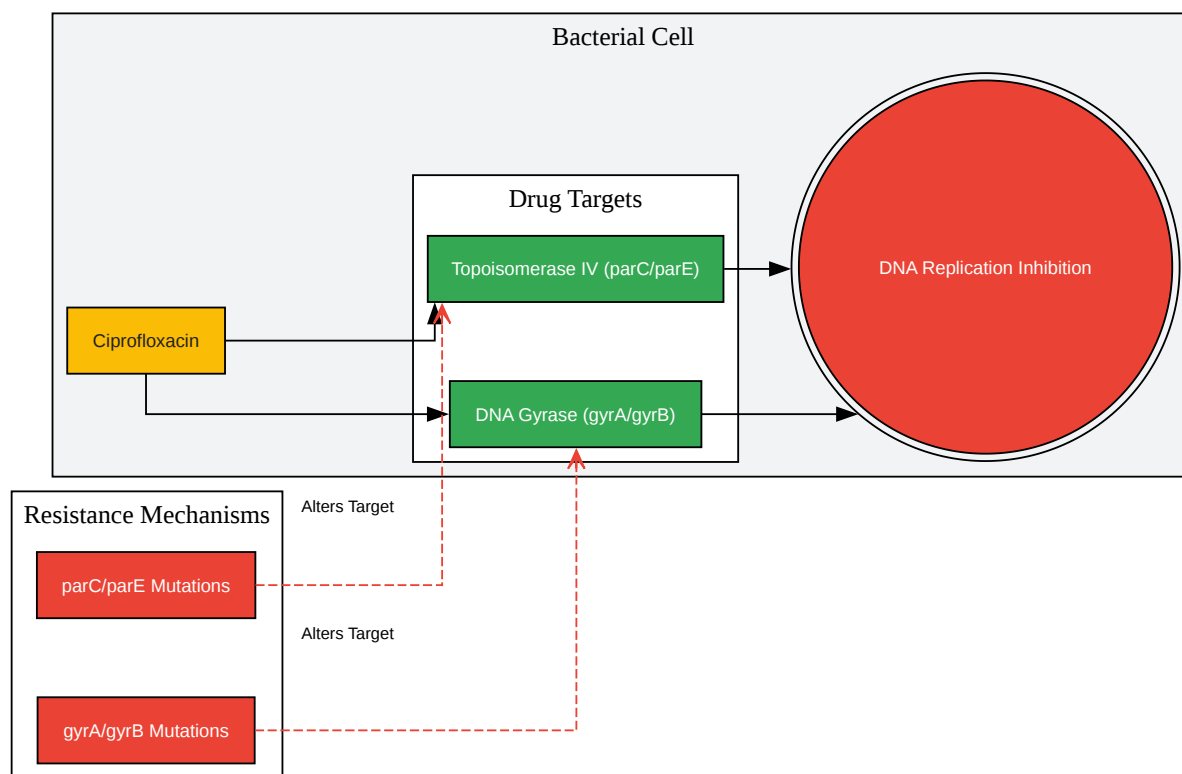 Bacterial Cell
Drug Targets
Topoisomerase IV (parC/parE)
DNA Replication Inhibition
Ciprofloxacin
DNA Gyrase (gyrA/gyrB)
Resistance Mechanisms
Alters Target
parC/parE Mutations
Alters Target
gyrA/gyrB Mutations